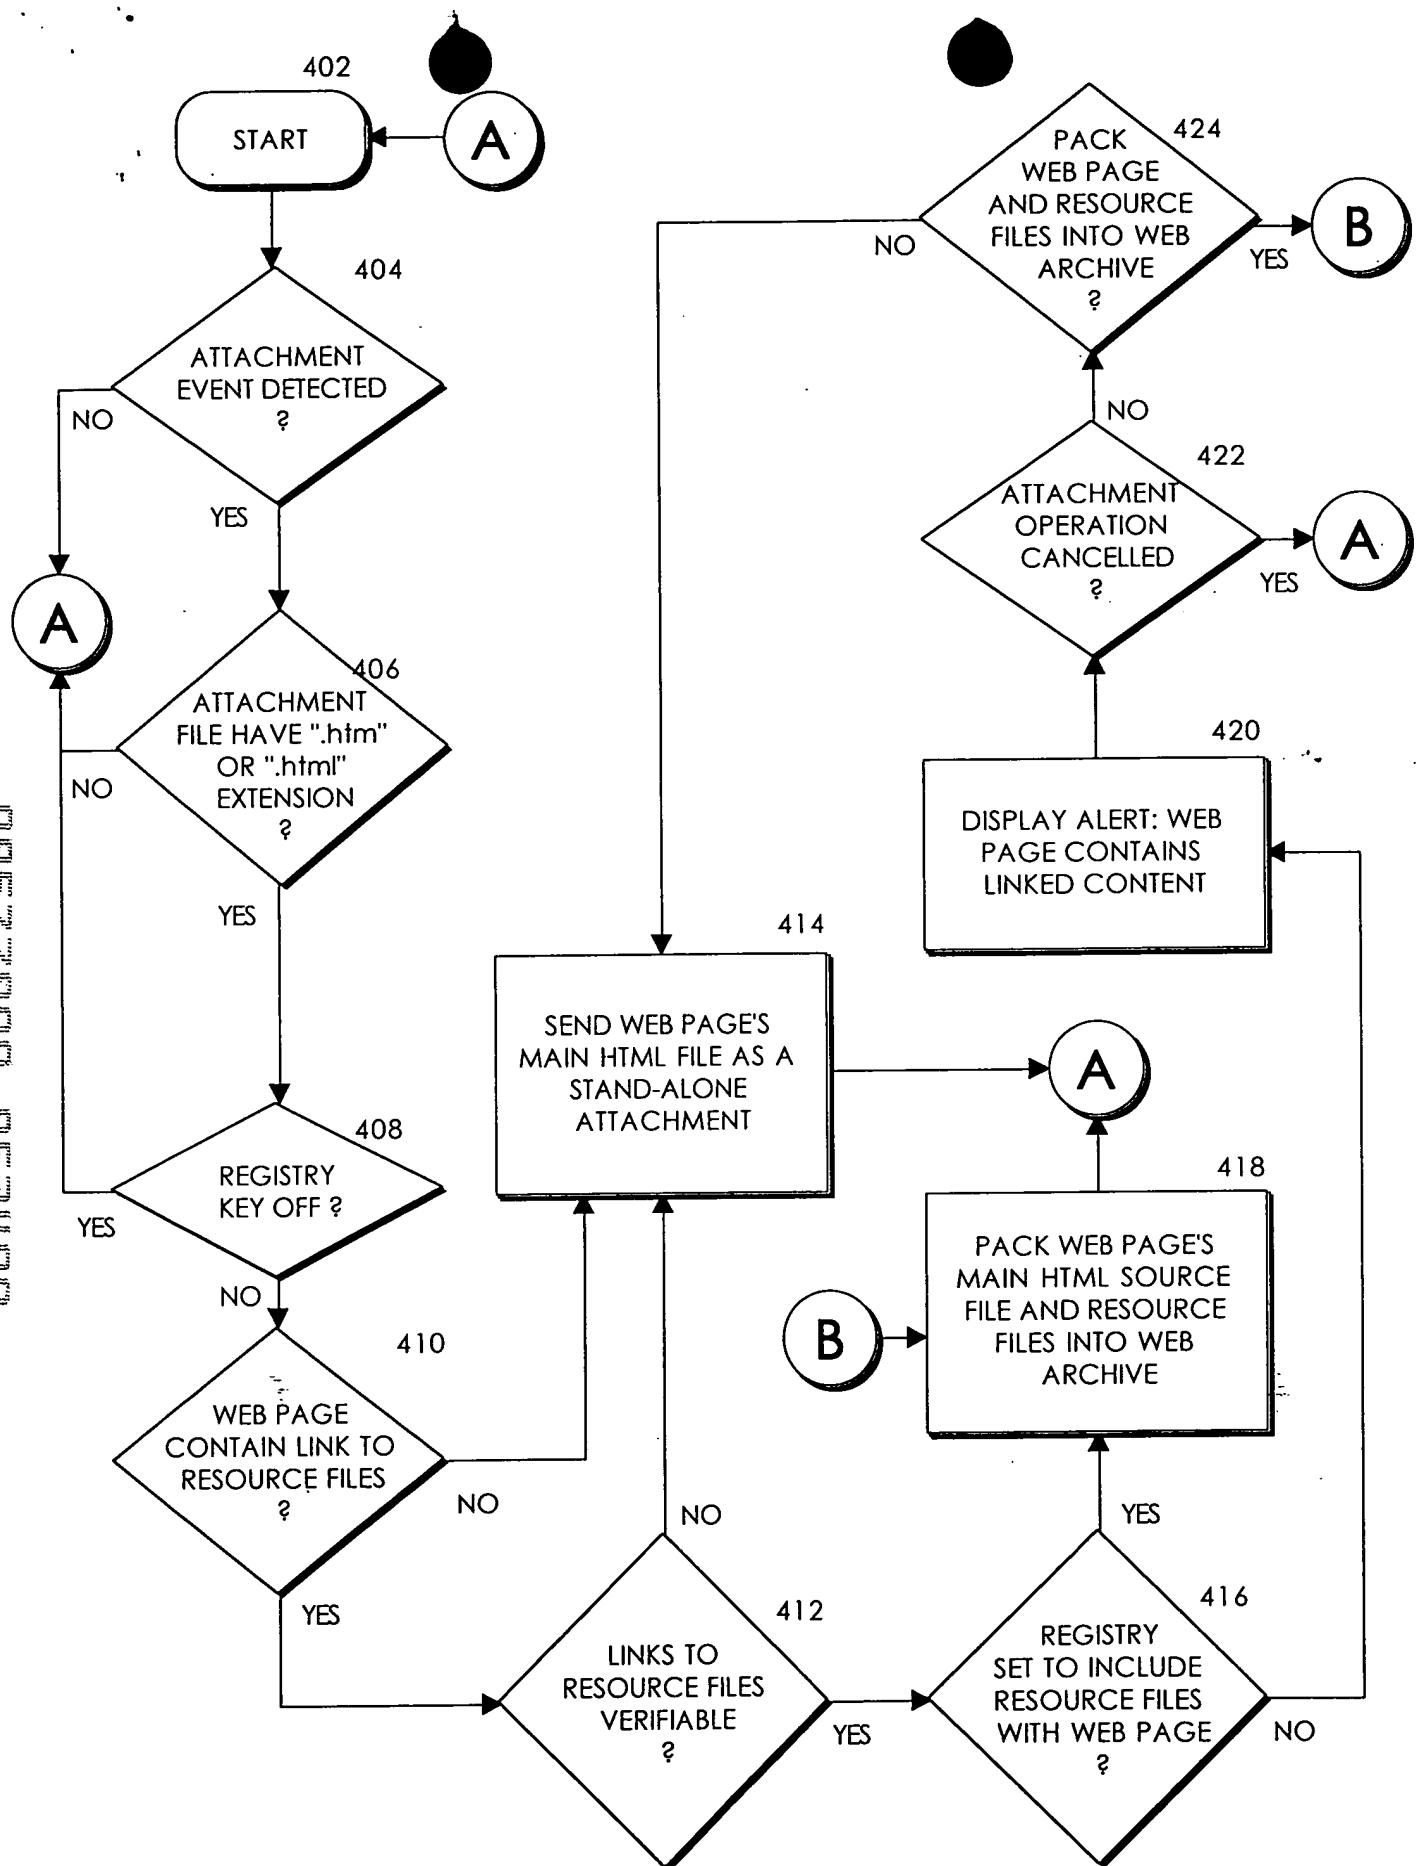 402
START
A
404
ATTACHMENT
EVENT DETECTED
?
NO
YES
A
406
ATTACHMENT
FILE HAVE ".htm"
OR ".html"
EXTENSION
?
NO
YES
408
REGISTRY
KEY OFF ?
YES
NO
410
WEB PAGE
CONTAIN LINK TO
RESOURCE FILES
?
NO
YES
412
LINKS TO
RESOURCE FILES
VERIFIABLE
?
NO
YES
414
SEND WEB PAGE'S
MAIN HTML FILE AS A
STAND-ALONE
ATTACHMENT
A
416
REGISTRY
SET TO INCLUDE
RESOURCE FILES
WITH WEB PAGE
?
YES
NO
418
PACK WEB PAGE'S
MAIN HTML SOURCE
FILE AND RESOURCE
FILES INTO WEB
ARCHIVE
B
420
DISPLAY ALERT: WEB
PAGE CONTAINS
LINKED CONTENT
422
ATTACHMENT
OPERATION
CANCELLED
?
YES
A
NO
424
PACK
WEB PAGE
AND RESOURCE
FILES INTO WEB
ARCHIVE
?
NO
YES
B